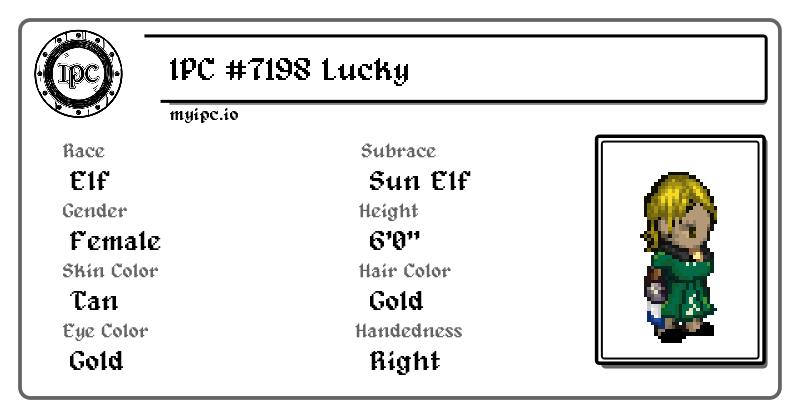 IPC
IPC #7198 Lucky
myipc.io
Race
Elf
Subrace
Sun Elf
Gender
Female
Height
6'0"
Skin Color
Tan
Hair Color
Gold
Eye Color
Gold
Handedness
Right